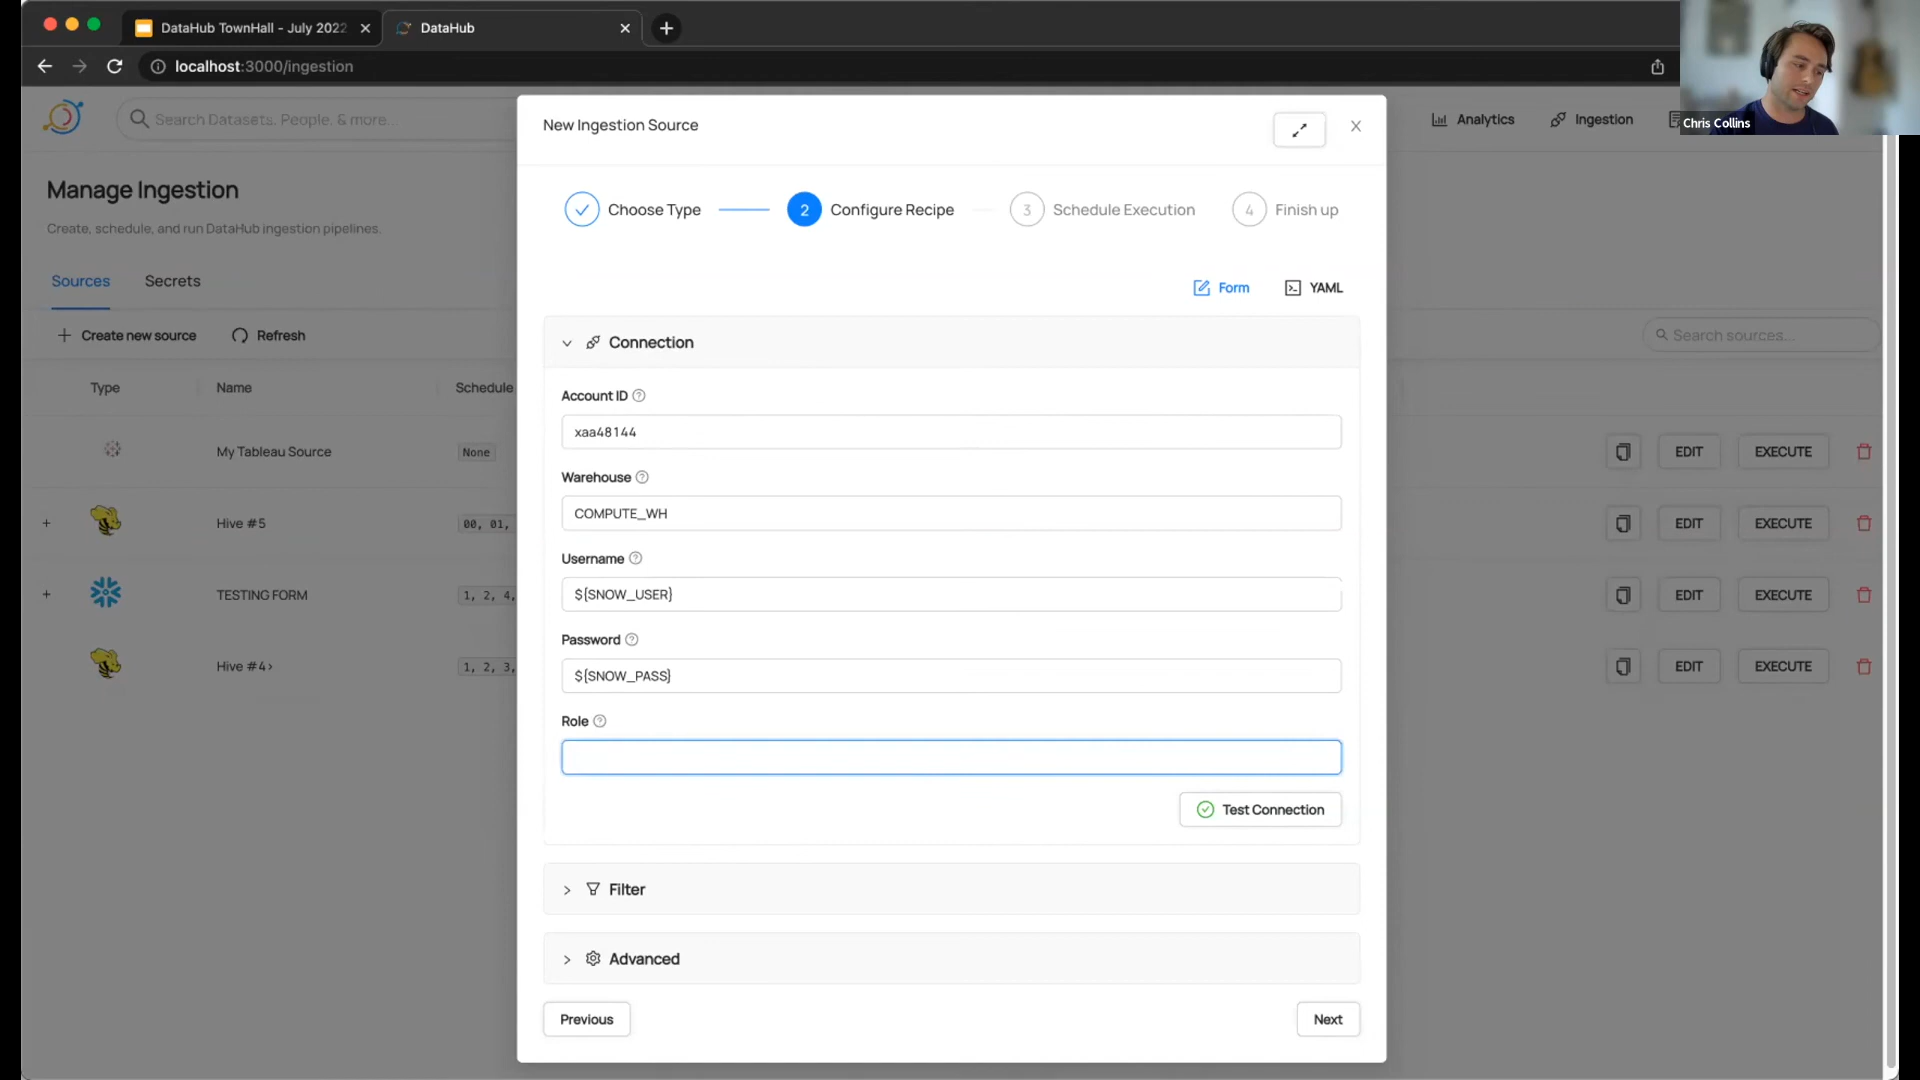 DataHub TownHall - July 2022
DataHub
localhost:3000/ingestion
Chris Collins
Search Datasets, People, & more...
Analytics
Ingestion
Manage Ingestion
Create, schedule, and run DataHub ingestion pipelines.
Sources
Secrets
Create new source
Refresh
Search sources...
Type
Name
Schedule
My Tableau Source
None
EDIT
EXECUTE
Hive #5
00, 01,
EDIT
EXECUTE
TESTING FORM
1, 2, 4,
EDIT
EXECUTE
Hive #4>
1, 2, 3,
EDIT
EXECUTE
New Ingestion Source
Choose Type
2 Configure Recipe
3 Schedule Execution
4 Finish up
Form
YAML
Connection
Account ID
xaa48144
Warehouse
COMPUTE_WH
Username
${SNOW_USER}
Password
${SNOW_PASS}
Role
Test Connection
Filter
Advanced
Previous
Next